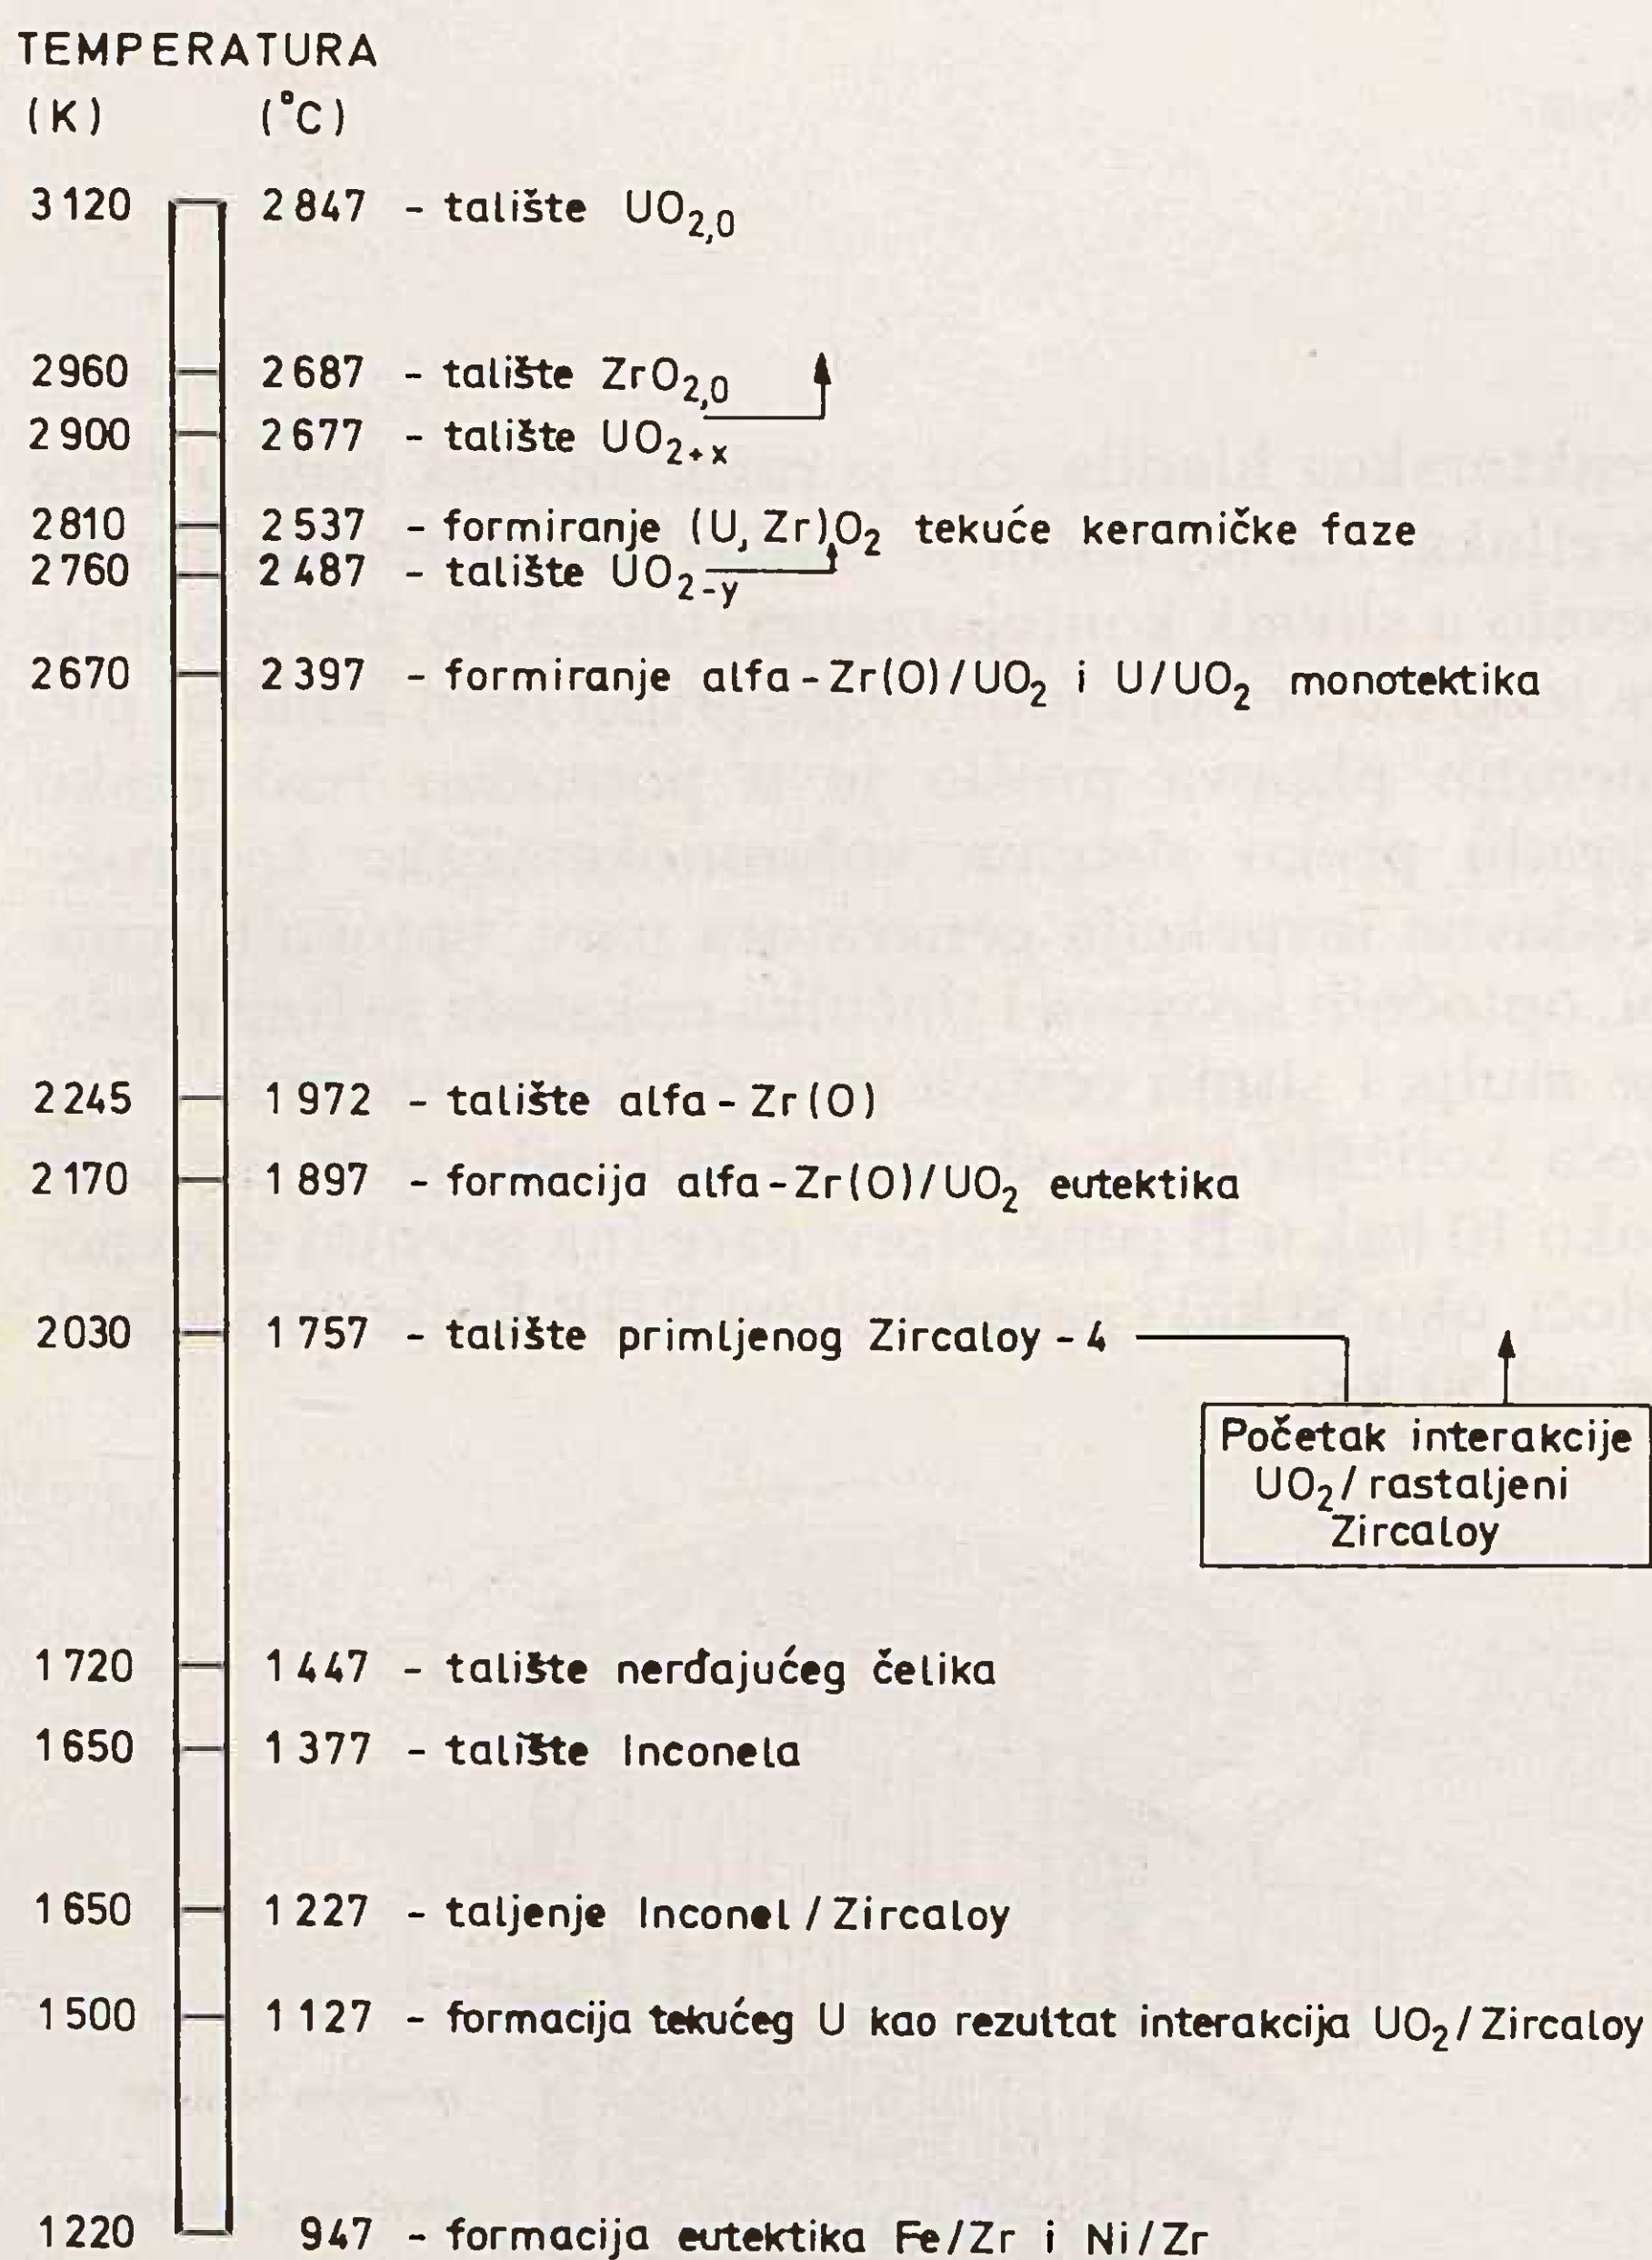 TEMPERATURA
(K) (°C)
3120 2847 - talište UO₂,₀
2960 2687 - talište ZrO₂,₀
2900 2677 - talište UO₂₊ₓ
2810 2537 - formiranje (U, Zr)O₂ tekuće keramičke faze
2760 2487 - talište UO₂₋y
2670 2397 - formiranje alfa-Zr(O)/UO₂ i U/UO₂ monotektika
2245 1972 - talište alfa-Zr(O)
2170 1897 - formacija alfa-Zr(O)/UO₂ eutektika
2030 1757 - talište primljenog Zircaloy-4
Početak interakcije
UO₂/rastaljeni
Zircaloy
1720 1447 - talište nerđajućeg čelika
1650 1377 - talište Inconela
1650 1227 - taljenje Inconel/Zircaloy
1500 1127 - formacija tekućeg U kao rezultat interakcija UO₂/Zircaloy
1220 947 - formacija eutektika Fe/Zr i Ni/Zr